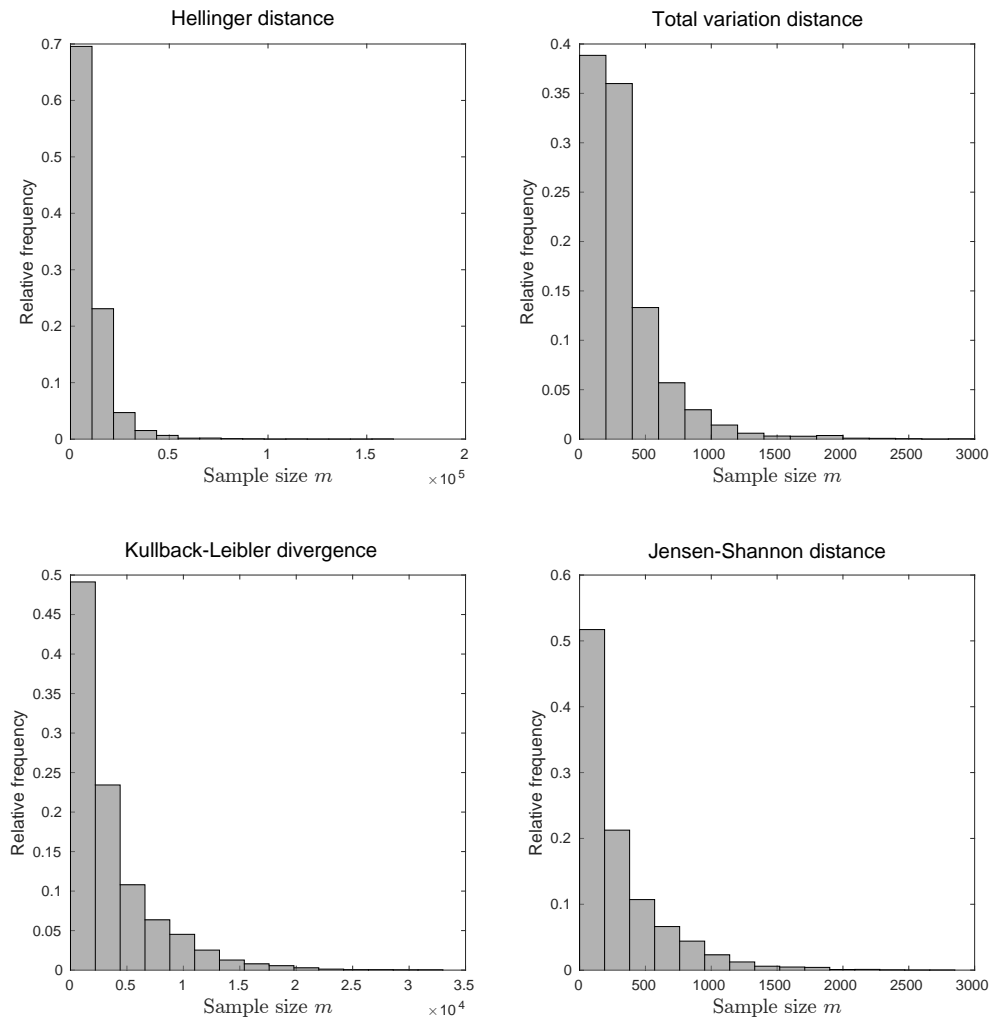 Hellinger distance
0.7
0.6
0.5
0.4
0.3
0.2
0.1
0
Relative frequency
0 0.5 1 1.5 2
Sample size m
×10^5
Total variation distance
0.4
0.35
0.3
0.25
0.2
0.15
0.1
0.05
0
Relative frequency
0 500 1000 1500 2000 2500 3000
Sample size m
Kullback-Leibler divergence
0.5
0.45
0.4
0.35
0.3
0.25
0.2
0.15
0.1
0.05
0
Relative frequency
0 0.5 1 1.5 2 2.5 3 3.5
Sample size m
×10^4
Jensen-Shannon distance
0.6
0.5
0.4
0.3
0.2
0.1
0
Relative frequency
0 500 1000 1500 2000 2500 3000
Sample size m